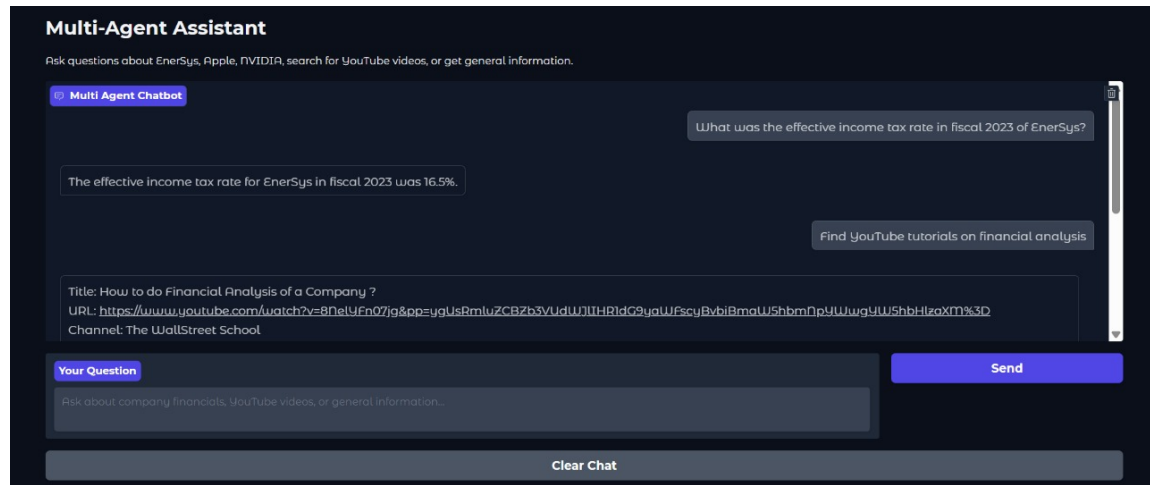 Multi-Agent Assistant
Ask questions about EnerSys, Apple, NVIDIA, search for YouTube videos, or get general information.
Multi Agent Chatbot
What was the effective income tax rate in fiscal 2023 of EnerSys?
The effective income tax rate for EnerSys in fiscal 2023 was 16.5%.
Find YouTube tutorials on financial analysis
Title: How to do Financial Analysis of a Company ?
URL: https://www.youtube.com/watch?v=8NelYFn07jg&pp=ygUsRmluZCBZb3VUdWJlIHR1dG9yaWFscyBvbiBmaW5hbmNpYWwgYW5hbHlzaXM%3D
Channel: The WallStreet School
Your Question
Send
Ask about company financials, YouTube videos, or general information...
Clear Chat